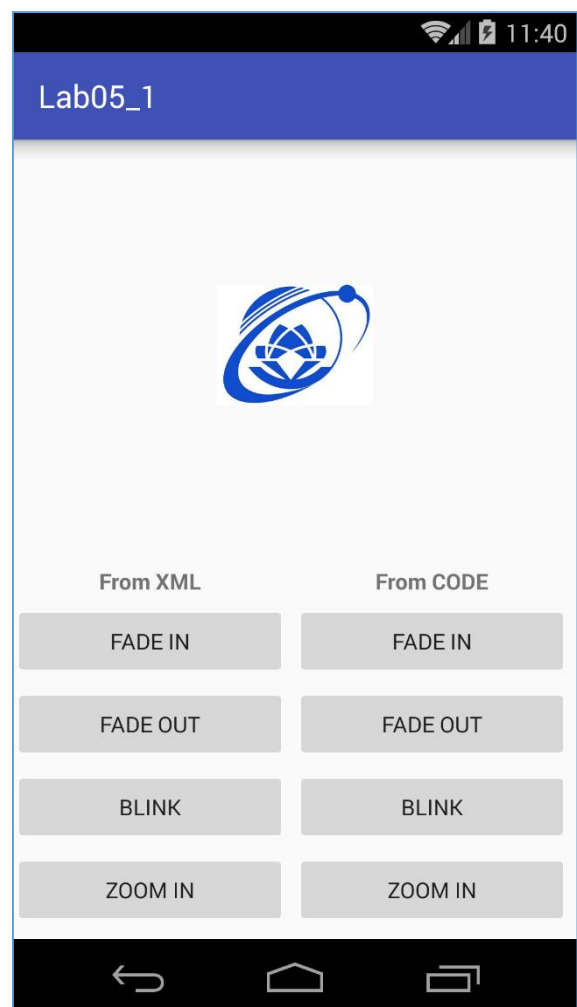 11:40
Lab05_1
From XML From CODE
FADE IN FADE IN
FADE OUT FADE OUT
BLINK BLINK
ZOOM IN ZOOM IN